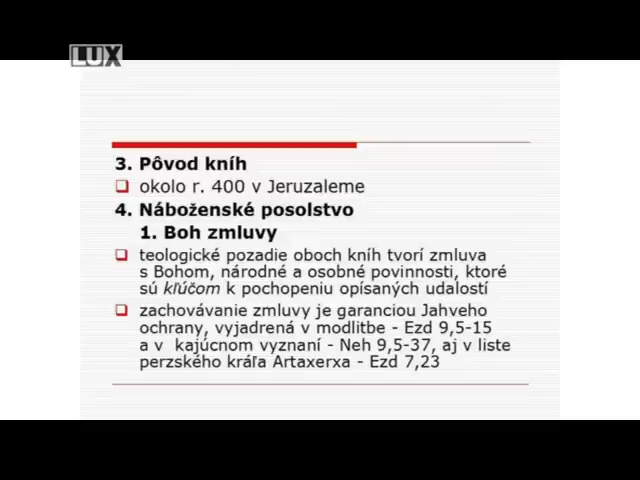 LUX
3. Pôvod kníh
okolo r. 400 v Jeruzaleme
4. Náboženské posolstvo
1. Boh zmluvy
teologické pozadie oboch kníh tvorí zmluva
s Bohom, národné a osobné povinnosti, ktoré
sú kľúčom k pochopeniu opísaných udalostí
zachovávanie zmluvy je garanciou Jahveho
ochrany, vyjadrená v modlitbe - Ezd 9,5-15
a v kajúcnom vyznaní - Neh 9,5-37, aj v liste
perzského kráľa Artaxerxa - Ezd 7,23